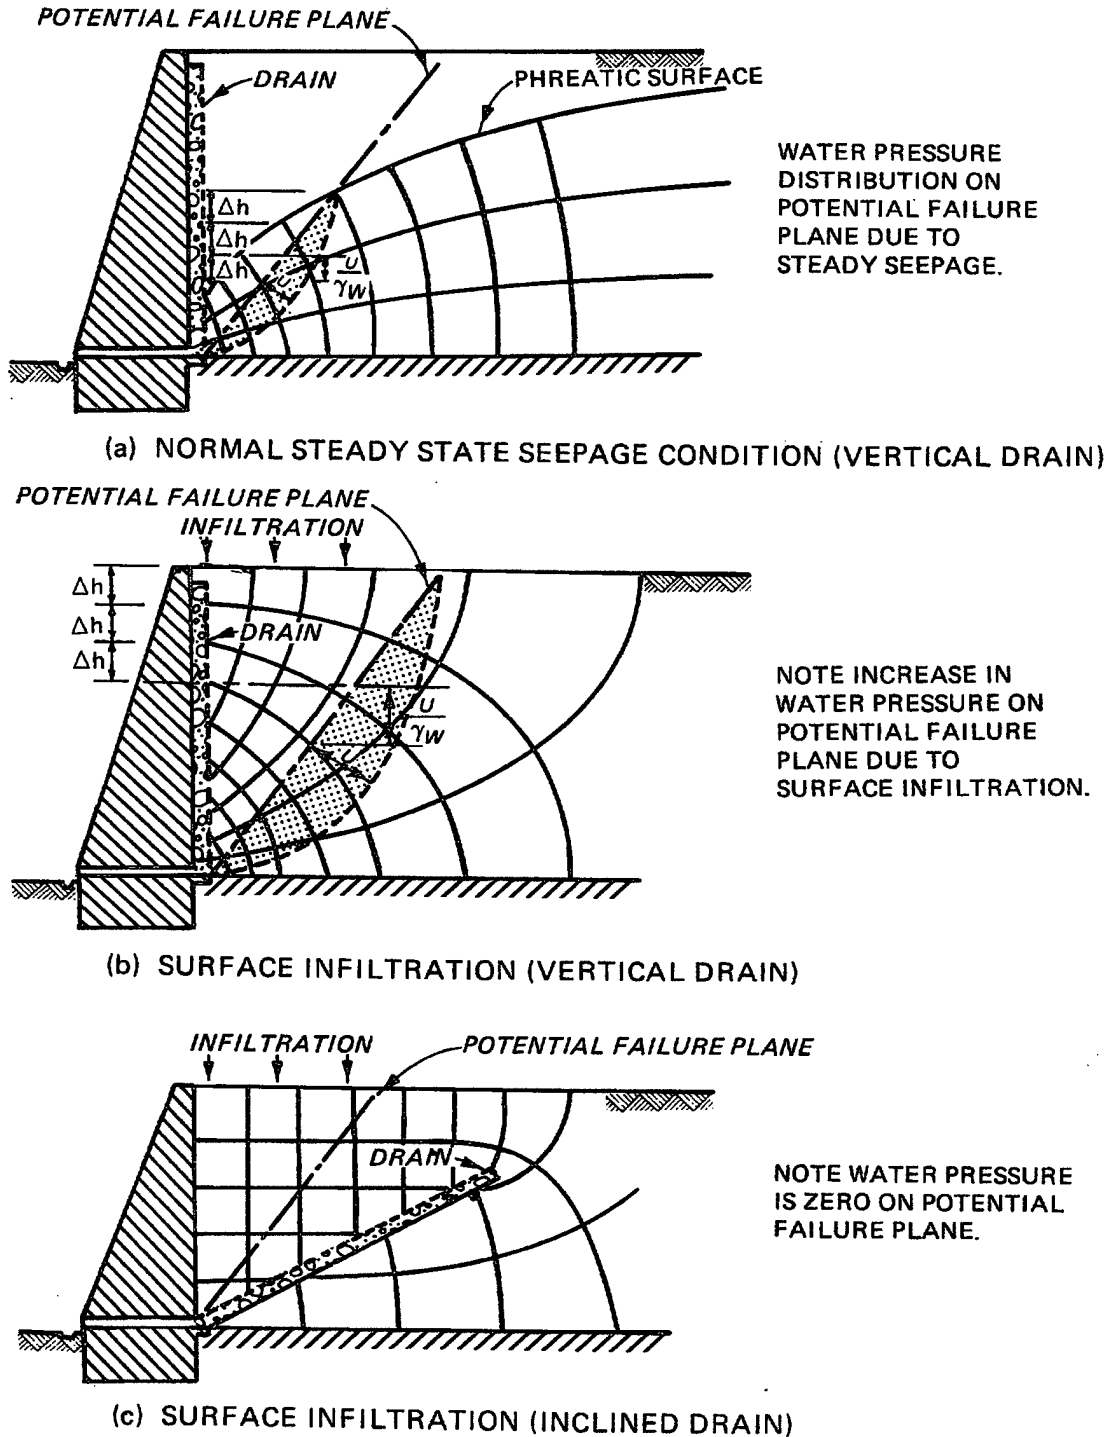 POTENTIAL FAILURE PLANE
DRAIN
PHREATIC SURFACE
Δh
Δh
Δh
U
U
γW
WATER PRESSURE
DISTRIBUTION ON
POTENTIAL FAILURE
PLANE DUE TO
STEADY SEEPAGE.
(a) NORMAL STEADY STATE SEEPAGE CONDITION (VERTICAL DRAIN)
POTENTIAL FAILURE PLANE
INFILTRATION
Δh
Δh
Δh
DRAIN
U
γW
U
NOTE INCREASE IN
WATER PRESSURE ON
POTENTIAL FAILURE
PLANE DUE TO
SURFACE INFILTRATION.
(b) SURFACE INFILTRATION (VERTICAL DRAIN)
INFILTRATION
POTENTIAL FAILURE PLANE
DRAIN
NOTE WATER PRESSURE
IS ZERO ON POTENTIAL
FAILURE PLANE.
(c) SURFACE INFILTRATION (INCLINED DRAIN)